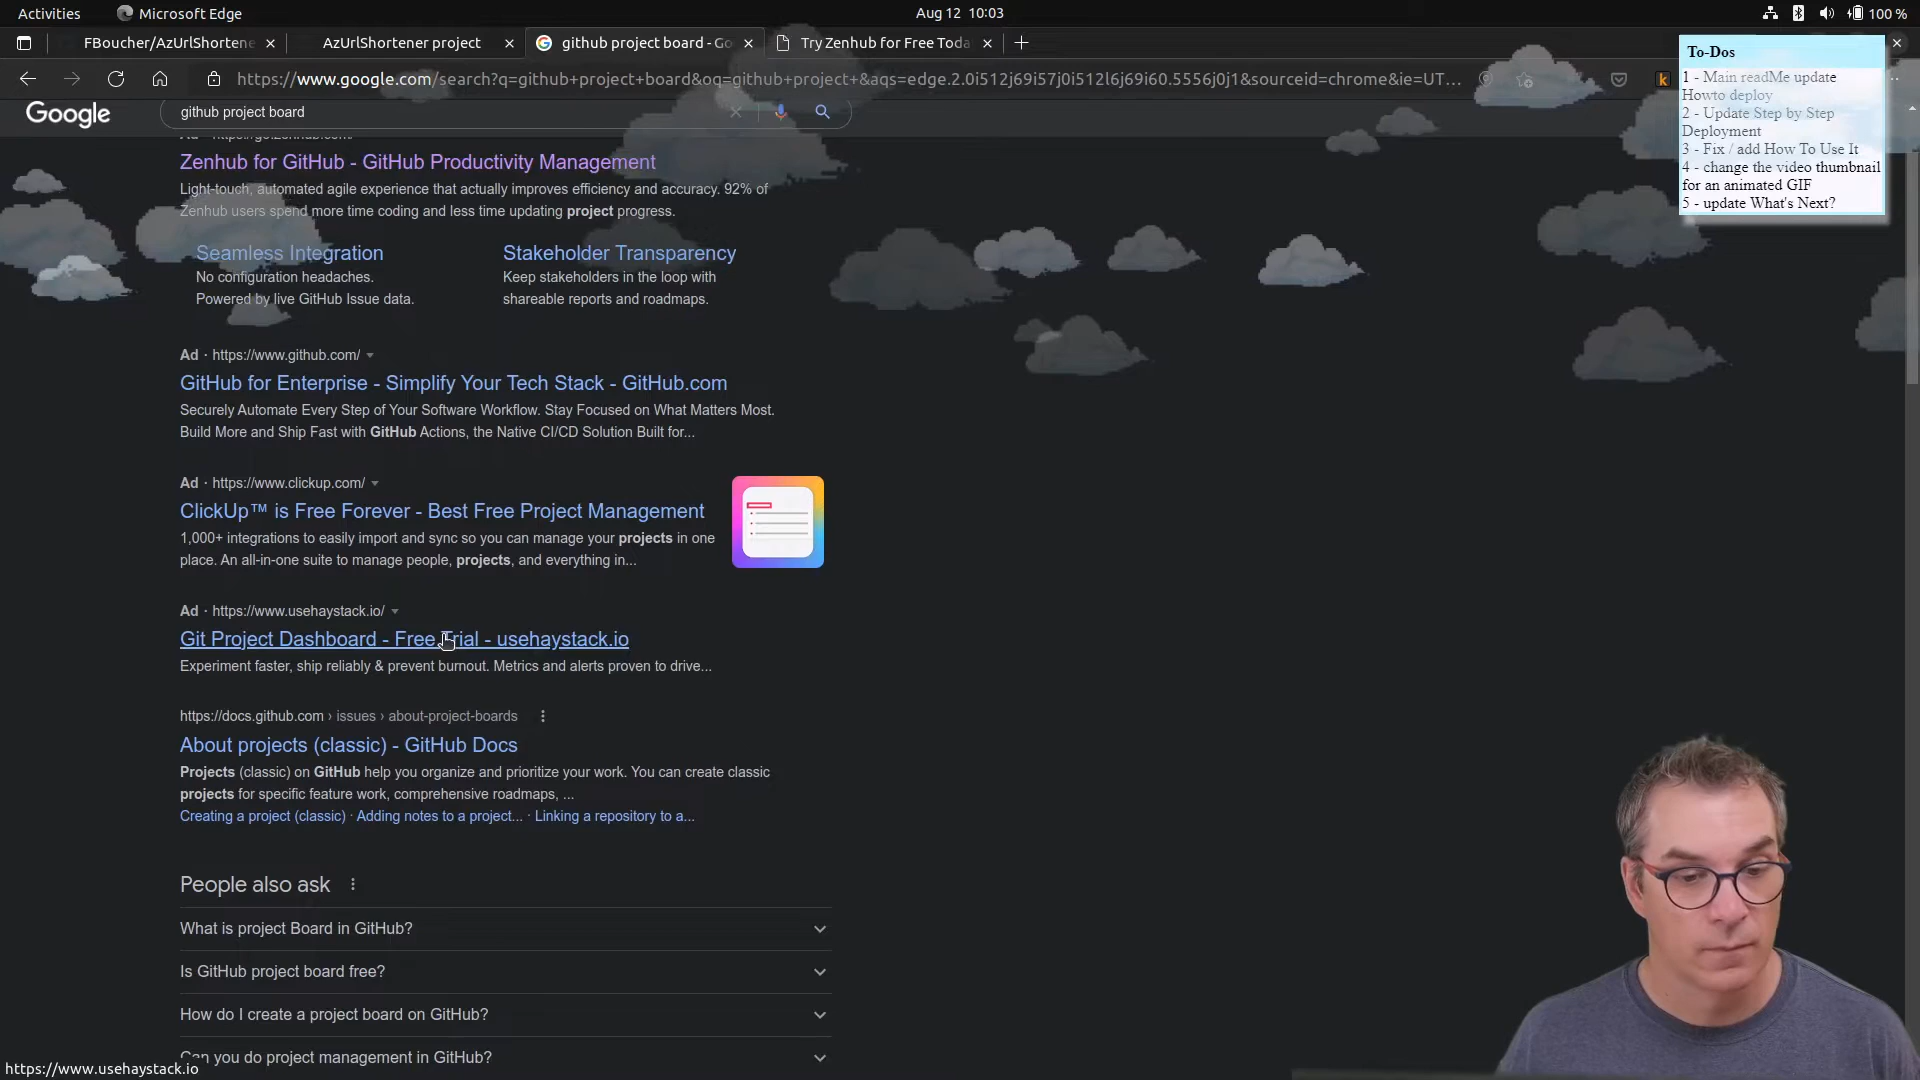 Activities
Microsoft Edge
Aug 12 10:03
100 %
FBoucher/AzUrlShortene
AzUrlShortener project
github project board - Go
Try Zenhub for Free Toda
https://www.google.com/search?q=github+project+board&oq=github+project+&aqs=edge.2.0i512j69i57j0i512l6j69i60.5556j0j1&sourceid=chrome&ie=UT...
To-Dos
1 - Main readMe update
Howto deploy
2 - Update Step by Step
Deployment
3 - Fix / add How To Use It
4 - change the video thumbnail
for an animated GIF
5 - update What's Next?
Google
github project board
Ad · https://get.zenhub.com/
Zenhub for GitHub - GitHub Productivity Management
Light-touch, automated agile experience that actually improves efficiency and accuracy. 92% of
Zenhub users spend more time coding and less time updating project progress.
Seamless Integration
No configuration headaches.
Powered by live GitHub Issue data.
Stakeholder Transparency
Keep stakeholders in the loop with
shareable reports and roadmaps.
Ad · https://www.github.com/
GitHub for Enterprise - Simplify Your Tech Stack - GitHub.com
Securely Automate Every Step of Your Software Workflow. Stay Focused on What Matters Most.
Build More and Ship Fast with GitHub Actions, the Native CI/CD Solution Built for...
Ad · https://www.clickup.com/
ClickUp™ is Free Forever - Best Free Project Management
1,000+ integrations to easily import and sync so you can manage your projects in one
place. An all-in-one suite to manage people, projects, and everything in...
Ad · https://www.usehaystack.io/
Git Project Dashboard - Free Trial - usehaystack.io
Experiment faster, ship reliably & prevent burnout. Metrics and alerts proven to drive...
https://docs.github.com › issues › about-project-boards
About projects (classic) - GitHub Docs
Projects (classic) on GitHub help you organize and prioritize your work. You can create classic
projects for specific feature work, comprehensive roadmaps, ...
Creating a project (classic) · Adding notes to a project... · Linking a repository to a...
People also ask
What is project Board in GitHub?
Is GitHub project board free?
How do I create a project board on GitHub?
Can you do project management in GitHub?
https://www.usehaystack.io